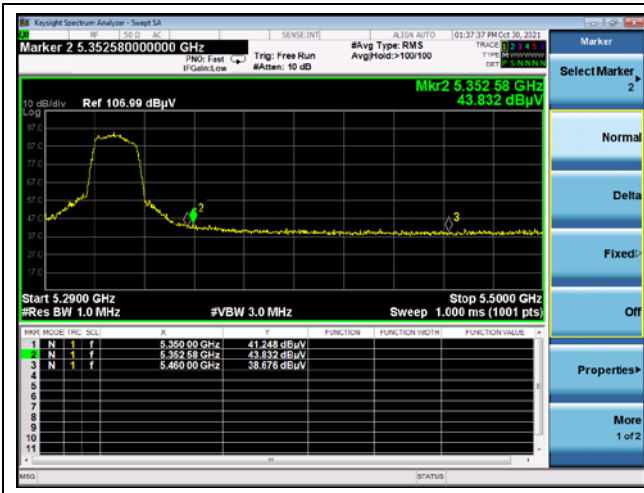 Keysight Spectrum Analyzer - Swept SA
RF 50 Ω AC SENSE:INT ALIGN AUTO 01:37:37 PM Oct 30, 2021
Marker 2 5.352580000000 GHz
PNO: Fast
IFGain:Low
Trig: Free Run
#Atten: 10 dB
#Avg Type: RMS
Avg|Hold:>100/100
TRACE 1 2 3 4 5 6
TYPE M
DET P S N N N N
Mkr2 5.352 58 GHz
43.832 dBµV
10 dB/div Ref 106.99 dBµV
Log
97.0
87.0
77.0
67.0
57.0
47.0
37.0
27.0
17.0
2
3
Start 5.2900 GHz Stop 5.5000 GHz
#Res BW 1.0 MHz #VBW 3.0 MHz Sweep 1.000 ms (1001 pts)
MKR MODE TRC SCL X Y FUNCTION FUNCTION WIDTH FUNCTION VALUE
1 N 1 f 5.350 00 GHz 41.248 dBµV
2 N 1 f 5.352 58 GHz 43.832 dBµV
3 N 1 f 5.460 00 GHz 38.676 dBµV
4
5
6
7
8
9
10
11
MSG STATUS
Marker
Select Marker
2
Normal
Delta
Fixed
Off
Properties
More
1 of 2